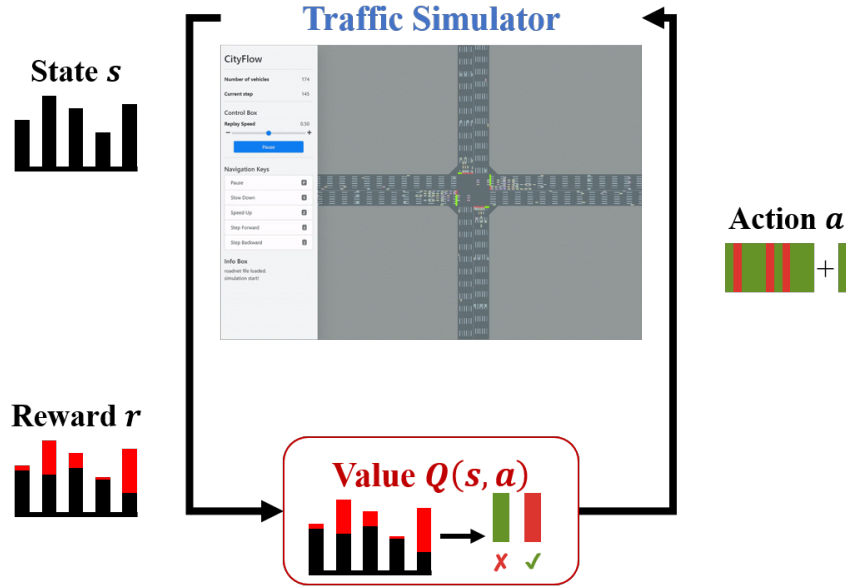 Traffic Simulator
State s
CityFlow
Number of vehicles 174
Current step 145
Control Box
Replay Speed 0.50
− +
Pause
Navigation Keys
Pause
Slow Down
Speed Up
Step Forward
Step Backward
Info Box
roadnet file loaded.
simulation start!
Action a
+
Reward r
Value Q(s, a)
✗ ✓